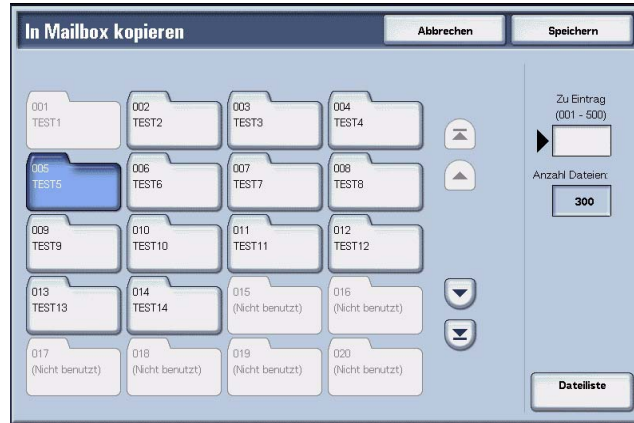 In Mailbox kopieren
Abbrechen
Speichern
001
TEST1
002
TEST2
003
TEST3
004
TEST4
005
TEST5
006
TEST6
007
TEST7
008
TEST8
009
TEST9
010
TEST10
011
TEST11
012
TEST12
013
TEST13
014
TEST14
015
(Nicht benutzt)
016
(Nicht benutzt)
017
(Nicht benutzt)
018
(Nicht benutzt)
019
(Nicht benutzt)
020
(Nicht benutzt)
Zu Eintrag
(001 - 500)
Anzahl Dateien:
300
Dateiliste